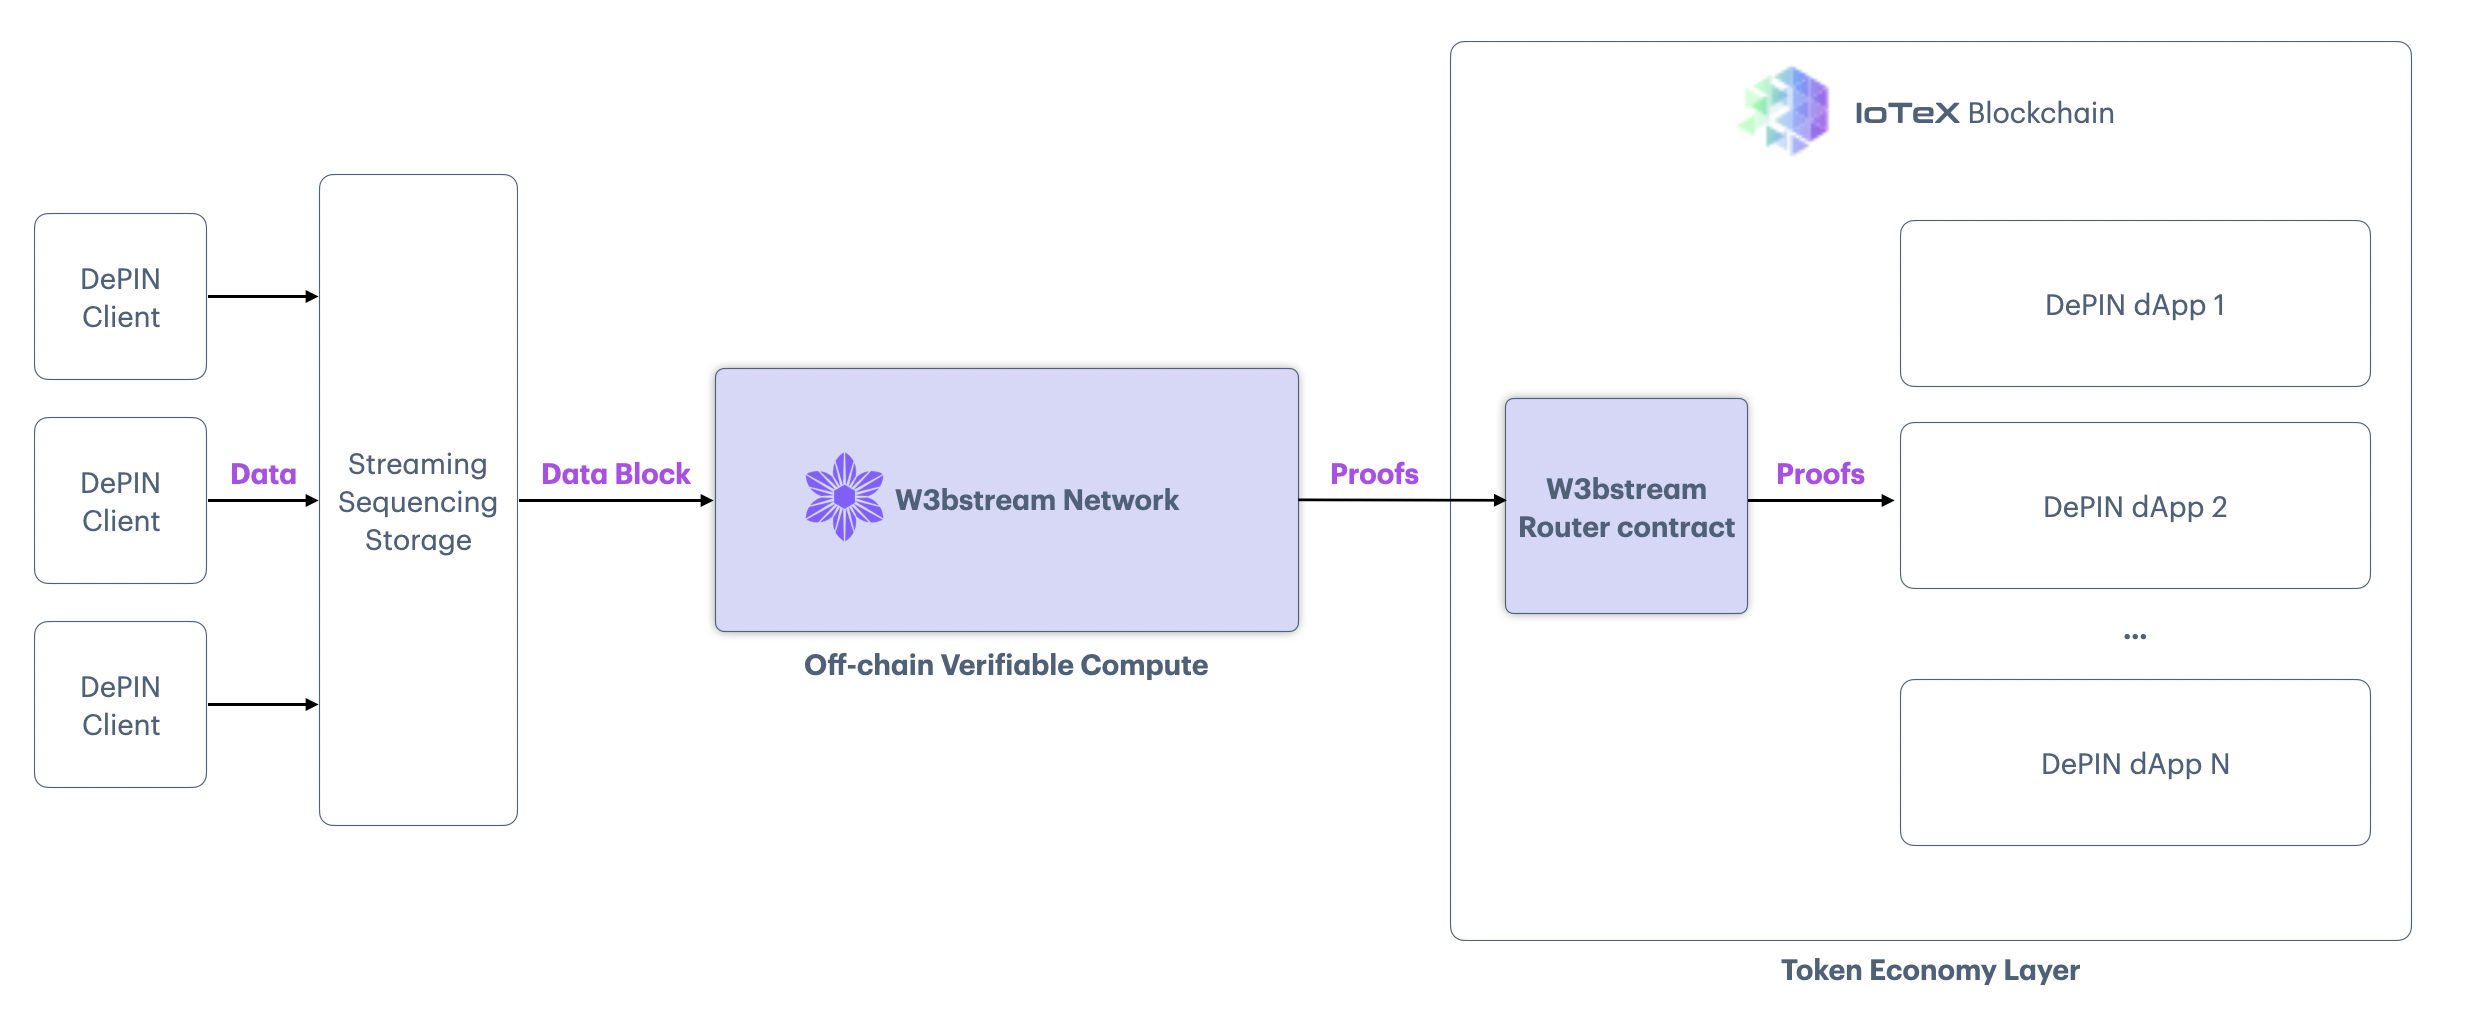 IoTeX Blockchain
DePIN
Client
DePIN
Client
DePIN
Client
Data
Streaming
Sequencing
Storage
Data Block
W3bstream Network
Off-chain Verifiable Compute
Proofs
W3bstream
Router contract
Proofs
DePIN dApp 1
DePIN dApp 2
...
DePIN dApp N
Token Economy Layer